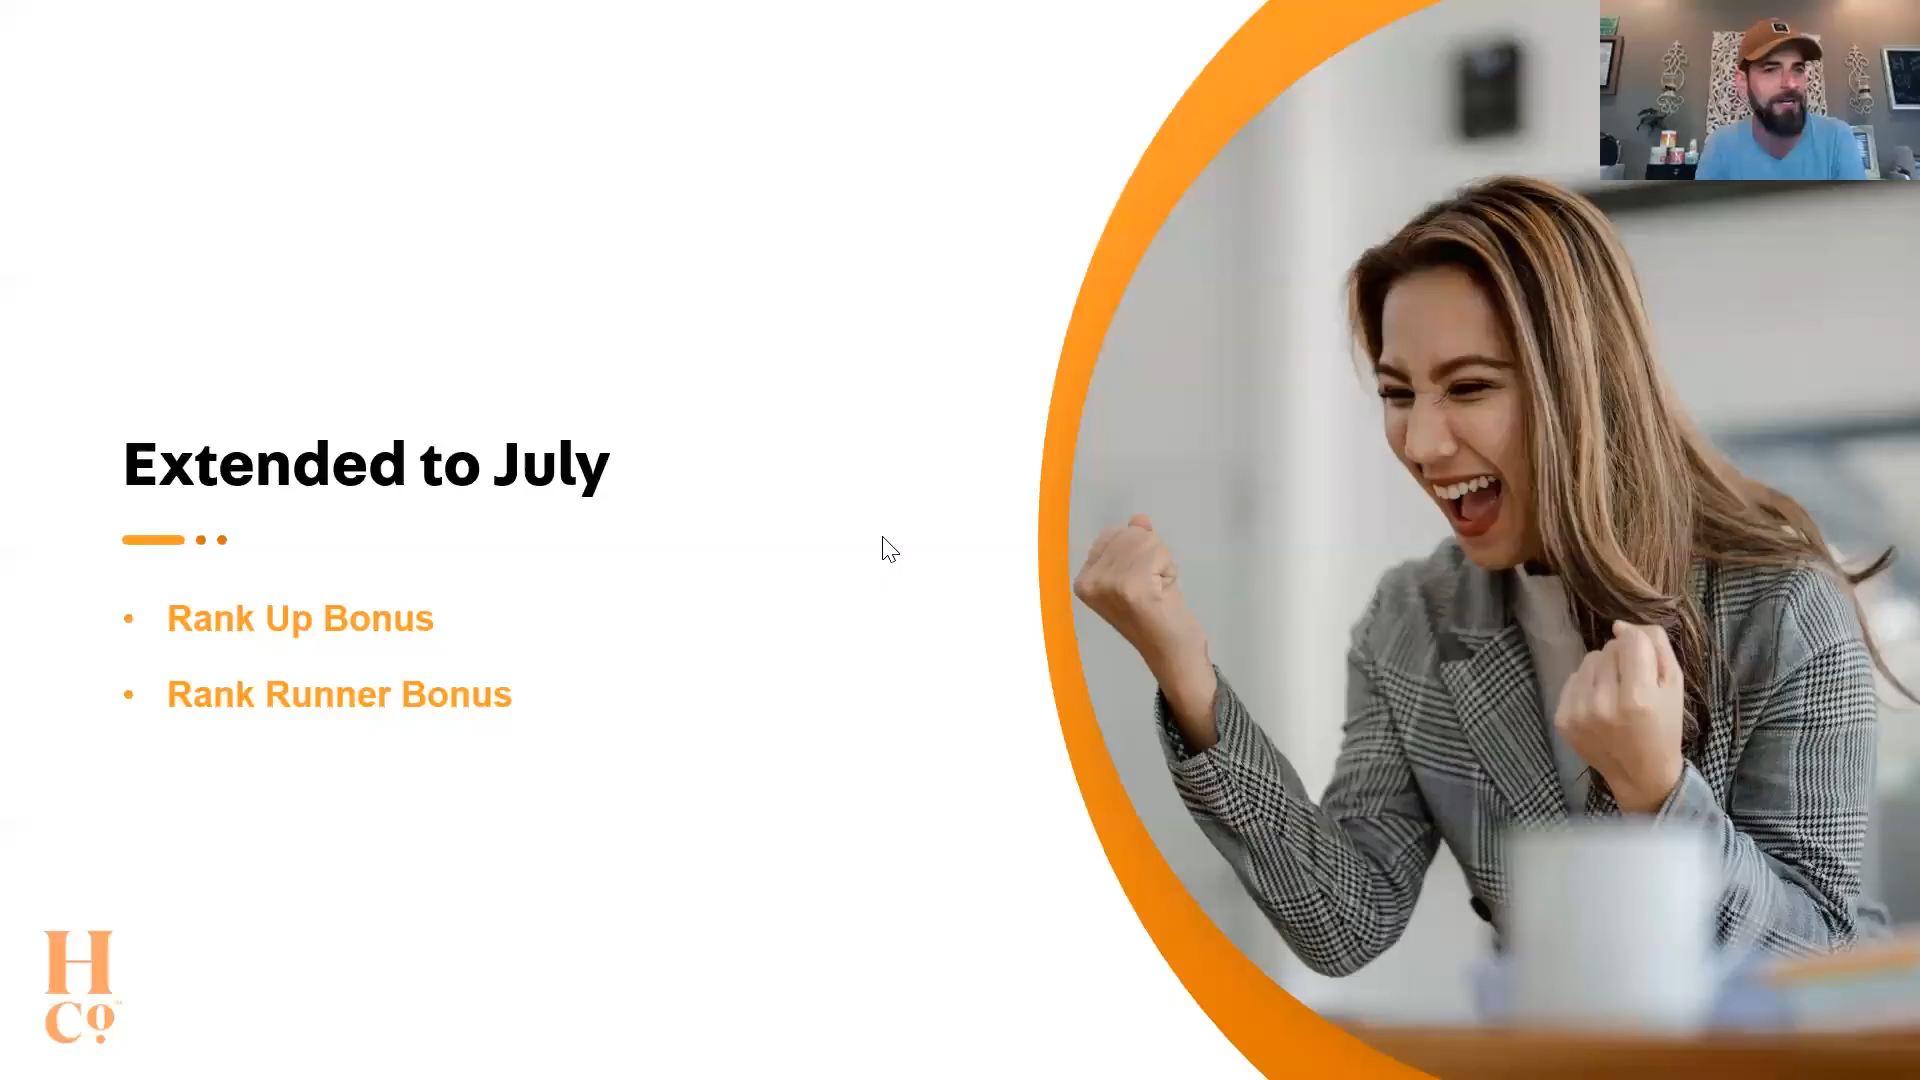 Extended to July
• Rank Up Bonus
• Rank Runner Bonus
H
Co